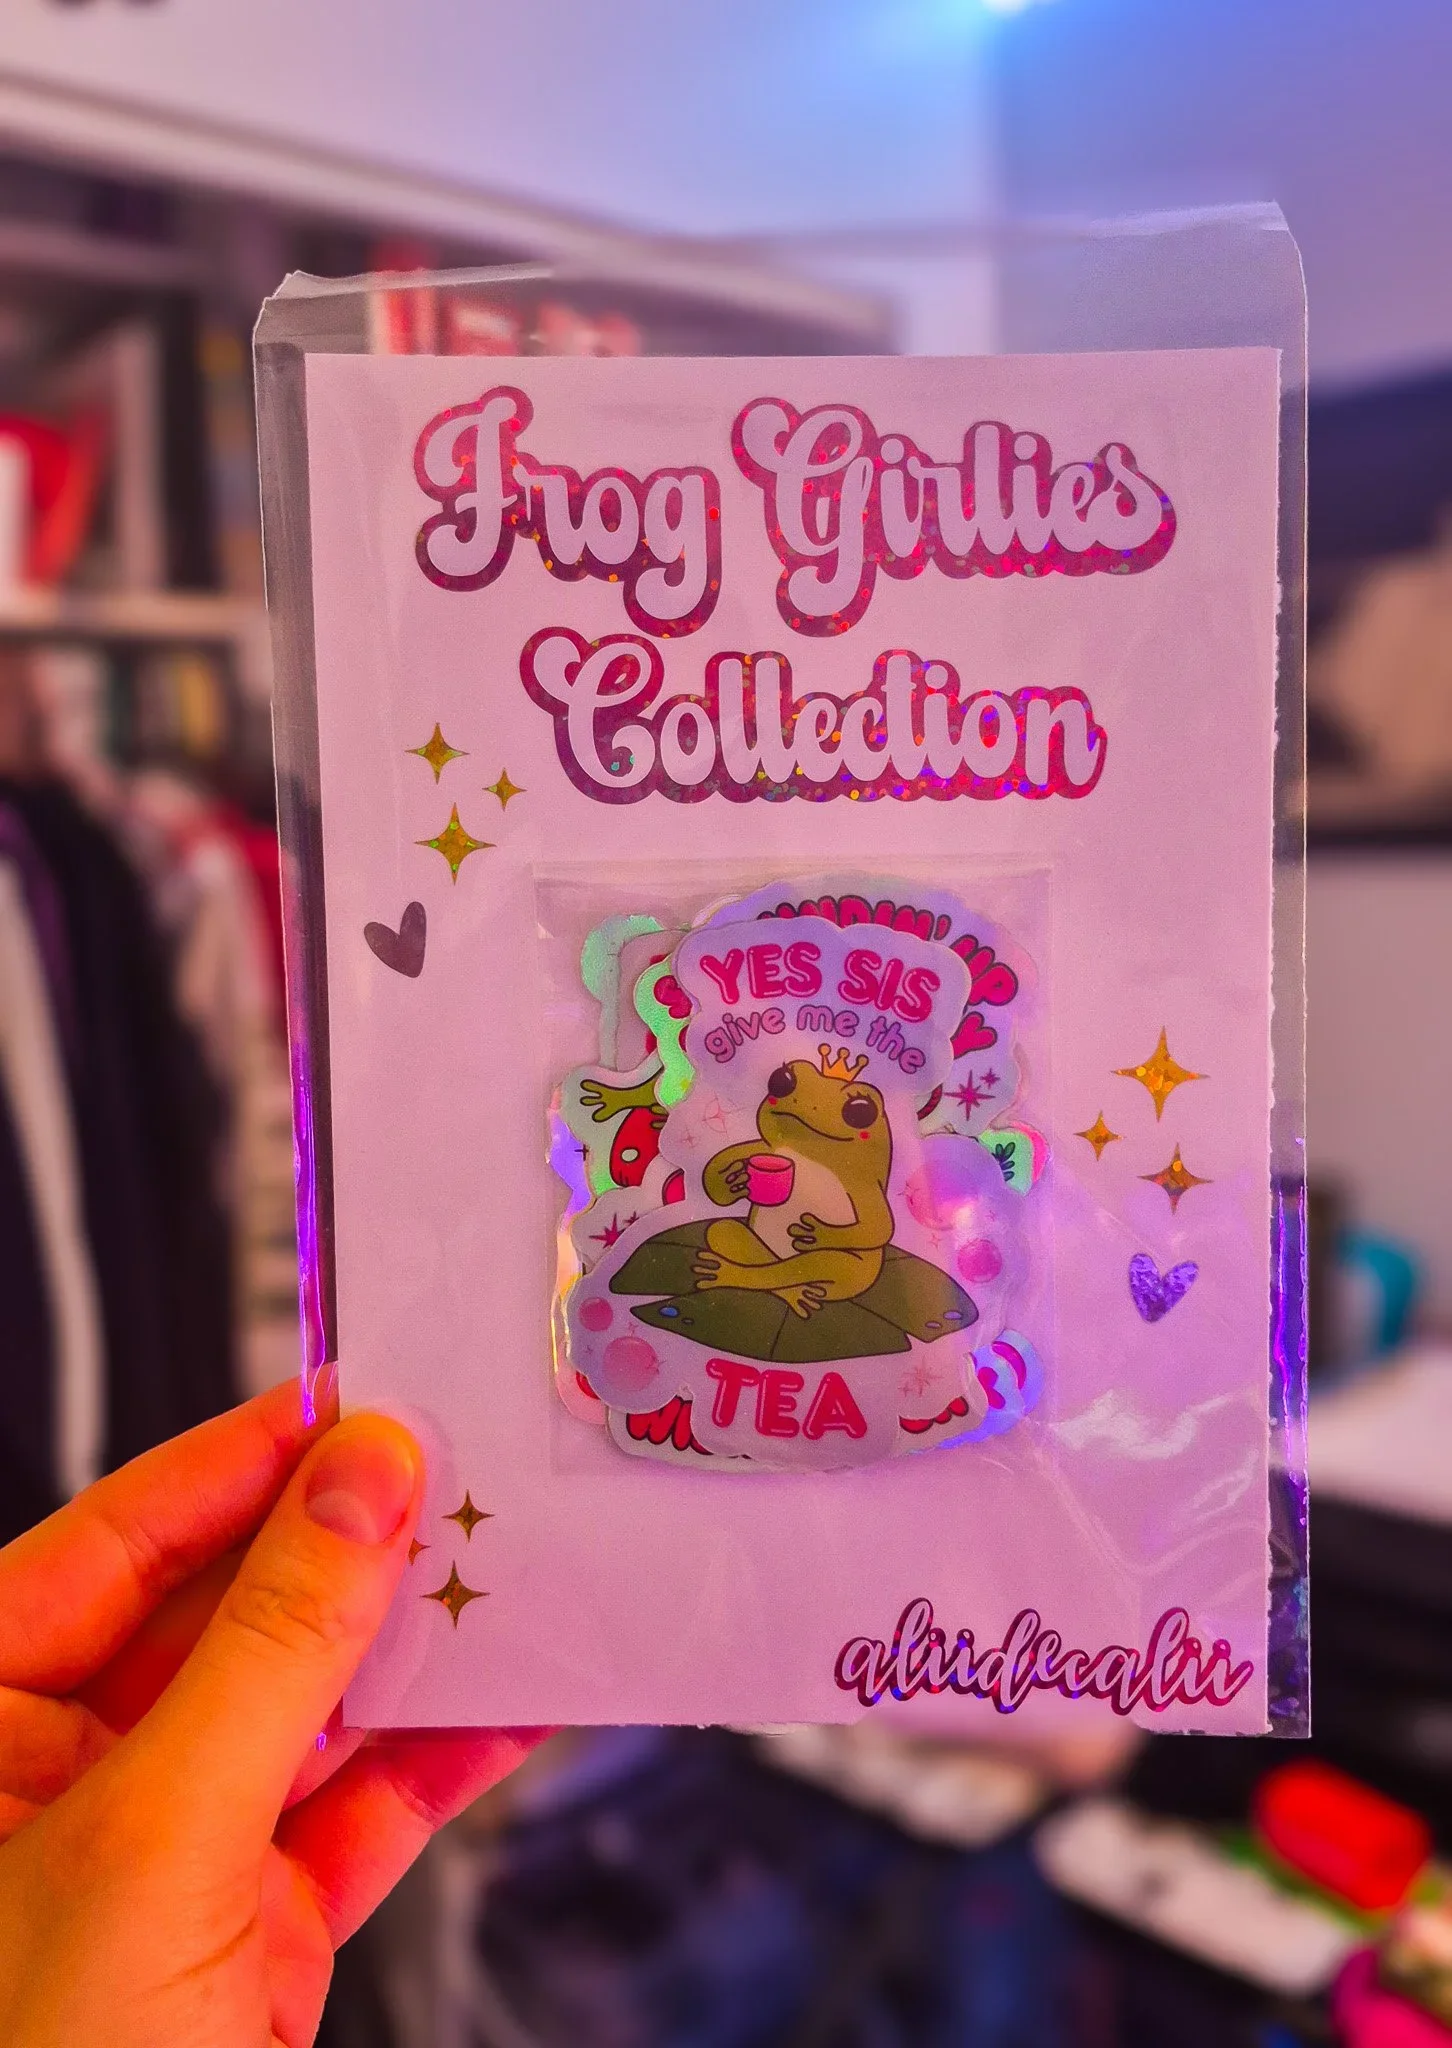 Frog Girlies
Collection
YES SIS
give me the
TEA
aliidecalii